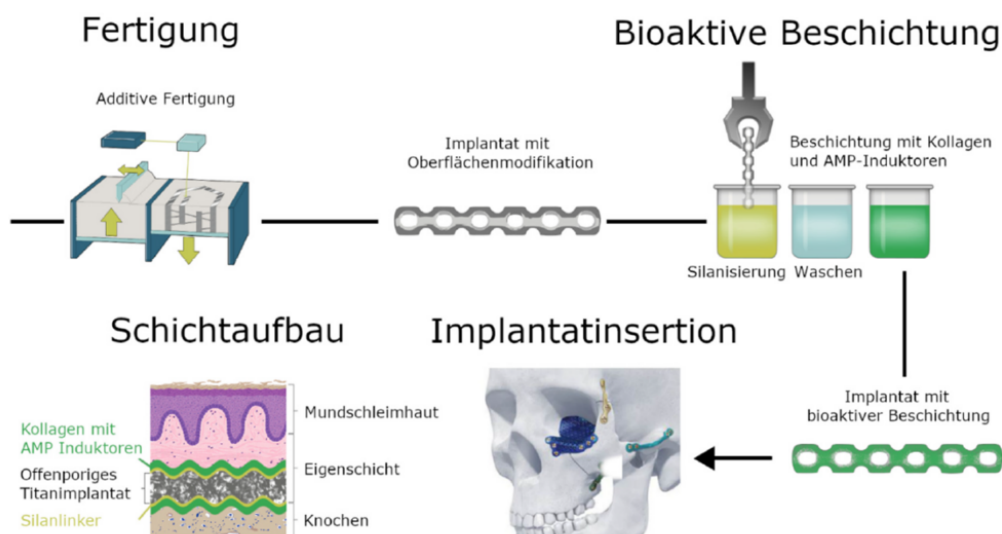 Fertigung
Additive Fertigung
Implantat mit
Oberflächenmodifikation
Bioaktive Beschichtung
Beschichtung mit Kollagen
und AMP-Induktoren
Silanisierung Waschen
Implantat mit
bioaktiver Beschichtung
Implantatinsertion
Schichtaufbau
Kollagen mit
AMP Induktoren
Offenporiges
Titanimplantat
Silanlinker
Mundschleimhaut
Eigenschicht
Knochen